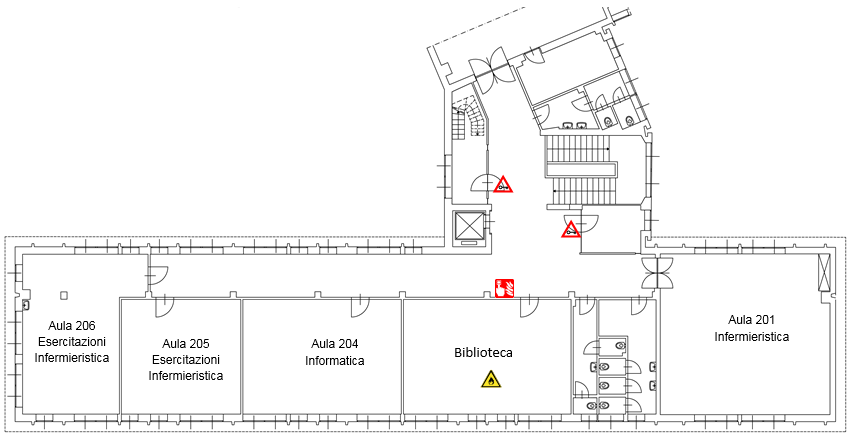 Aula 206
Esercitazioni
Infermieristica
Aula 205
Esercitazioni
Infermieristica
Aula 204
Informatica
Biblioteca
Aula 201
Infermieristica